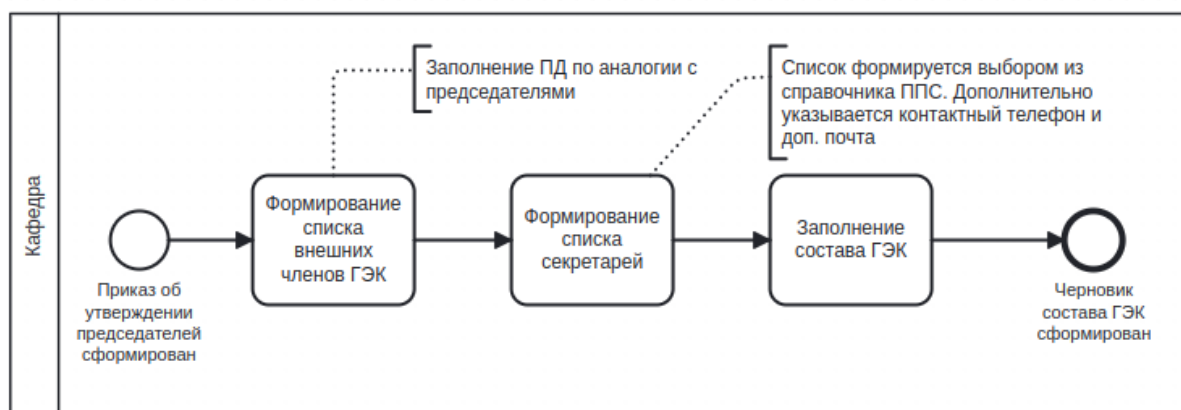 Кафедра
Приказ об
утверждении
председателей
сформирован
Формирование
списка
внешних
членов ГЭК
Заполнение ПД по аналогии с
председателями
Формирование
списка
секретарей
Список формируется выбором из
справочника ППС. Дополнительно
указывается контактный телефон и
доп. почта
Заполнение
состава ГЭК
Черновик
состава ГЭК
сформирован